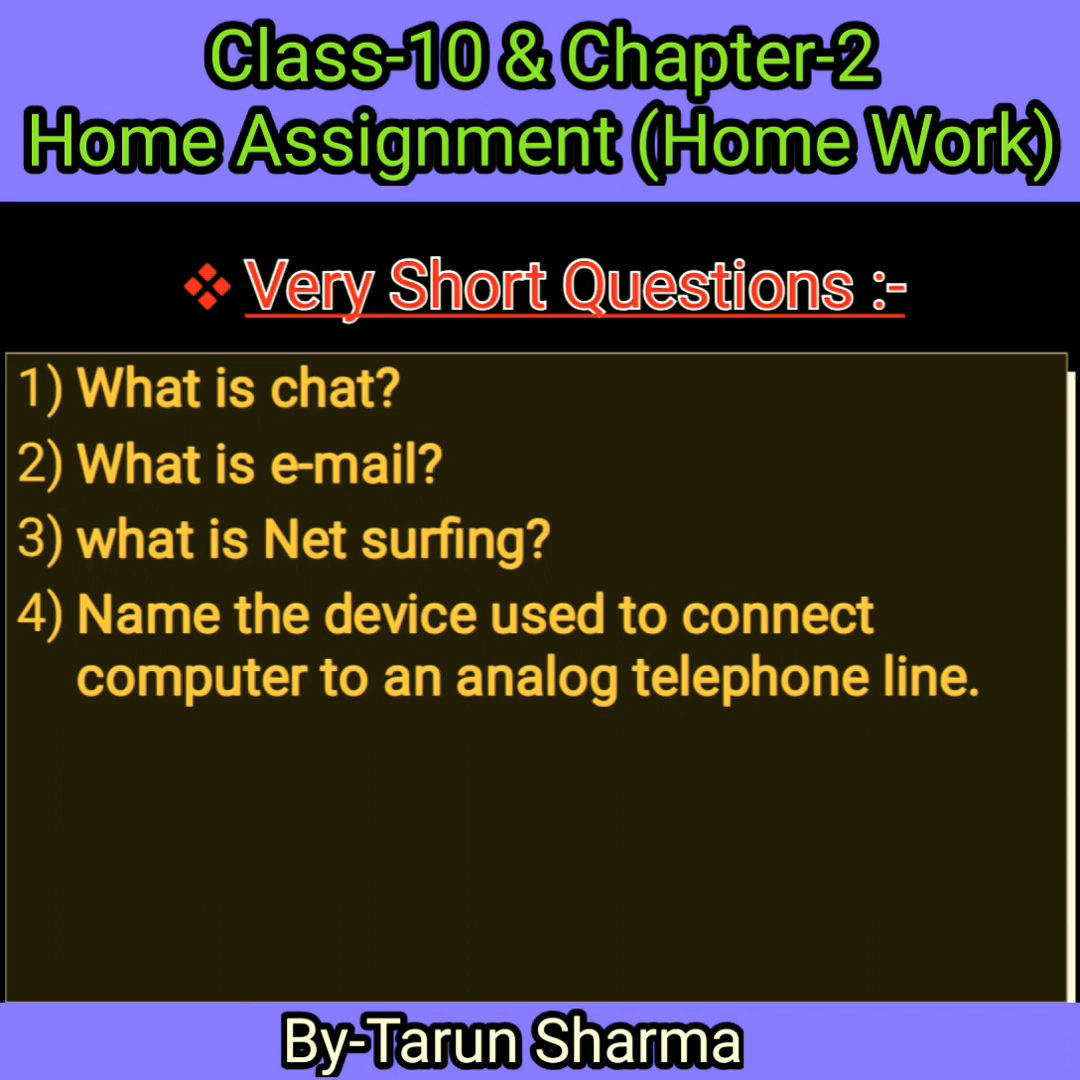 Class-10 & Chapter-2
Home Assignment (Home Work)
❖ Very Short Questions :-
1) What is chat?
2) What is e-mail?
3) what is Net surfing?
4) Name the device used to connect
computer to an analog telephone line.
By-Tarun Sharma